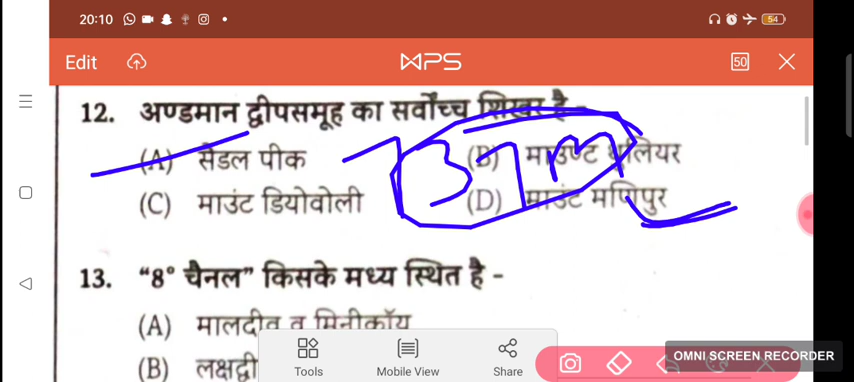 20:10 54
Edit WPS 50
12. अण्डमान द्वीपसमूह का सर्वोच्च शिखर है -
(A) सैडल पीक (B) माउण्ट थुलियर
(C) माउंट डियोवोली (D) माउंट मणिपुर
13. “8° चैनल” किसके मध्य स्थित है -
(A) मालदीव व मिनीकॉय
(B) लक्षद्वी
Tools Mobile View Share
OMNI SCREEN RECORDER